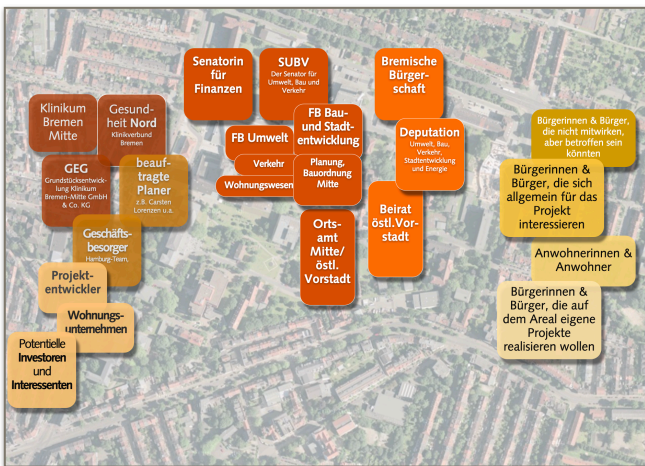 Klinikum
Bremen
Mitte
Gesund-
heit Nord
Klinikverbund
Bremen
GEG
Grundstücksentwick-
lung Klinikum
Bremen-Mitte GmbH
& Co. KG
beauf-
tragte
Planer
z.B. Carsten
Lorenzen u.a.
Geschäfts-
besorger
Hamburg-Team,
Projekt-
entwickler
Wohnungs-
unternehmen
Potentielle
Investoren
und
Interessenten
Senatorin
für
Finanzen
SUBV
Der Senator für
Umwelt, Bau und
Verkehr
FB Bau-
und Stadt-
entwicklung
FB Umwelt
Verkehr
Wohnungswesen
Planung,
Bauordnung
Mitte
Orts-
amt
Mitte/
östl.
Vorstadt
Bremische
Bürger-
schaft
Deputation
Umwelt, Bau,
Verkehr,
Stadtentwicklung
und Energie
Beirat
östl.Vor-
stadt
Bürgerinnen & Bürger,
die nicht mitwirken,
aber betroffen sein
könnten
Bürgerinnen &
Bürger, die sich
allgemein für das
Projekt
interessieren
Anwohnerinnen &
Anwohner
Bürgerinnen &
Bürger, die auf
dem Areal eigene
Projekte
realisieren wollen